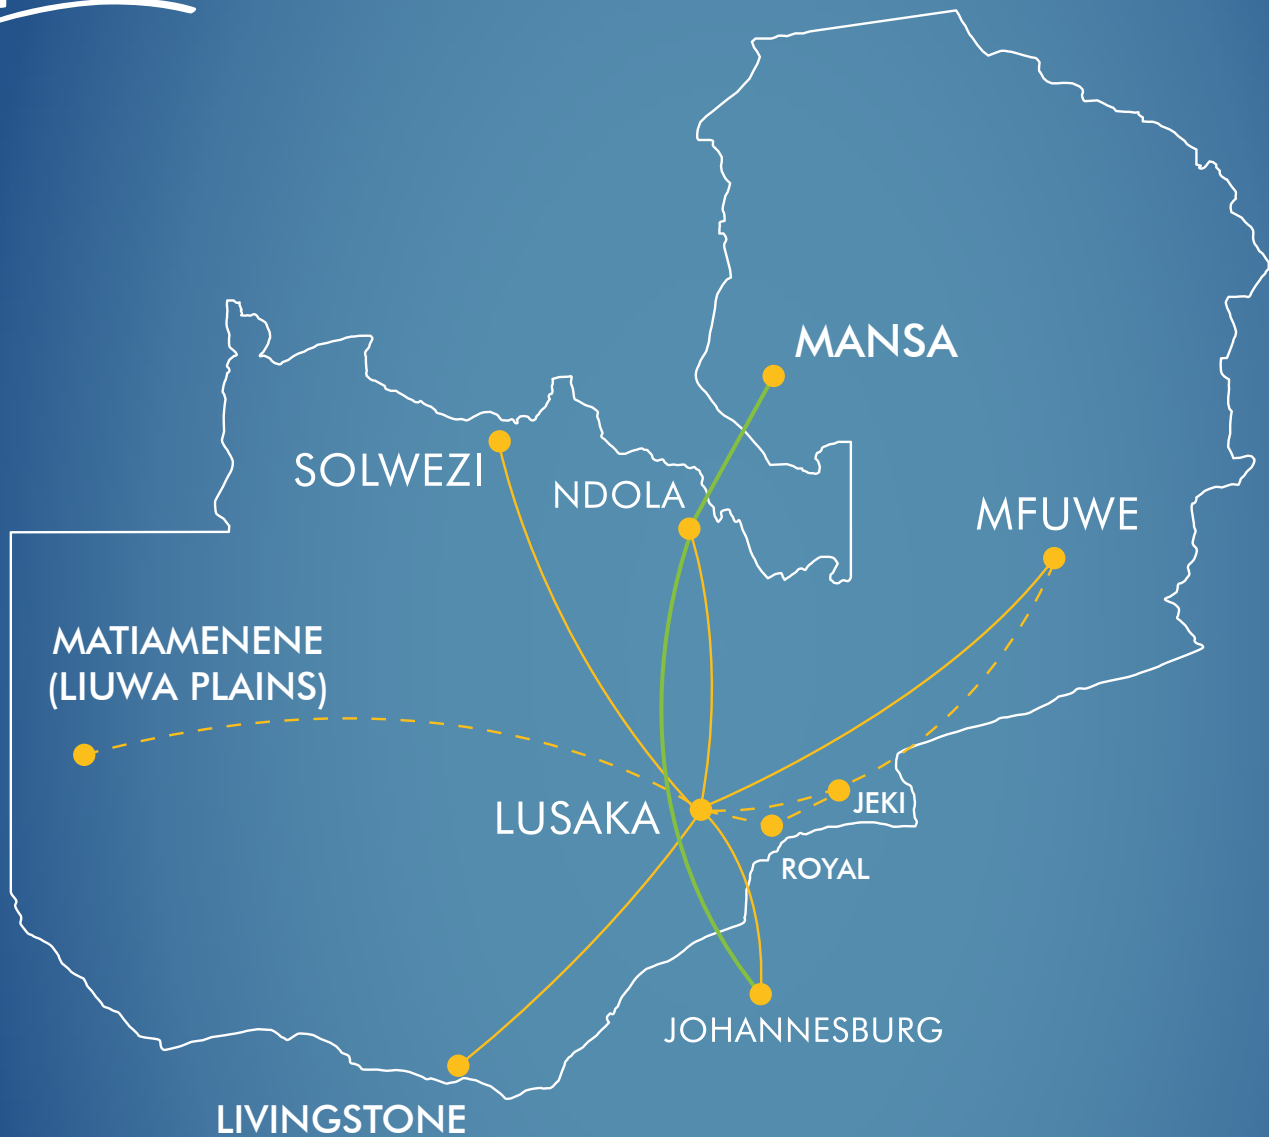 MANSA
SOLWEZI
NDOLA
MFUWE
MATIAMENENE
(LIUWA PLAINS)
LUSAKA
JEKI
ROYAL
JOHANNESBURG
LIVINGSTONE